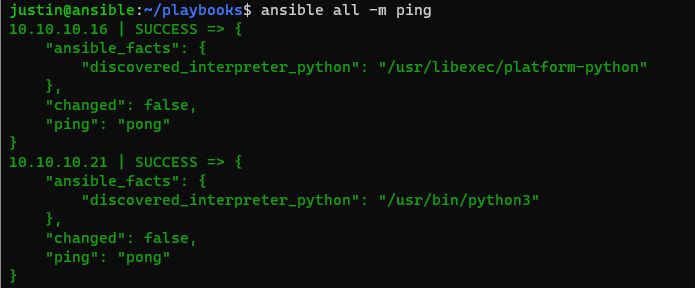 justin@ansible:~/playbooks$ ansible all -m ping
10.10.10.16 | SUCCESS => {
    "ansible_facts": {
        "discovered_interpreter_python": "/usr/libexec/platform-python"
    },
    "changed": false,
    "ping": "pong"
}
10.10.10.21 | SUCCESS => {
    "ansible_facts": {
        "discovered_interpreter_python": "/usr/bin/python3"
    },
    "changed": false,
    "ping": "pong"
}